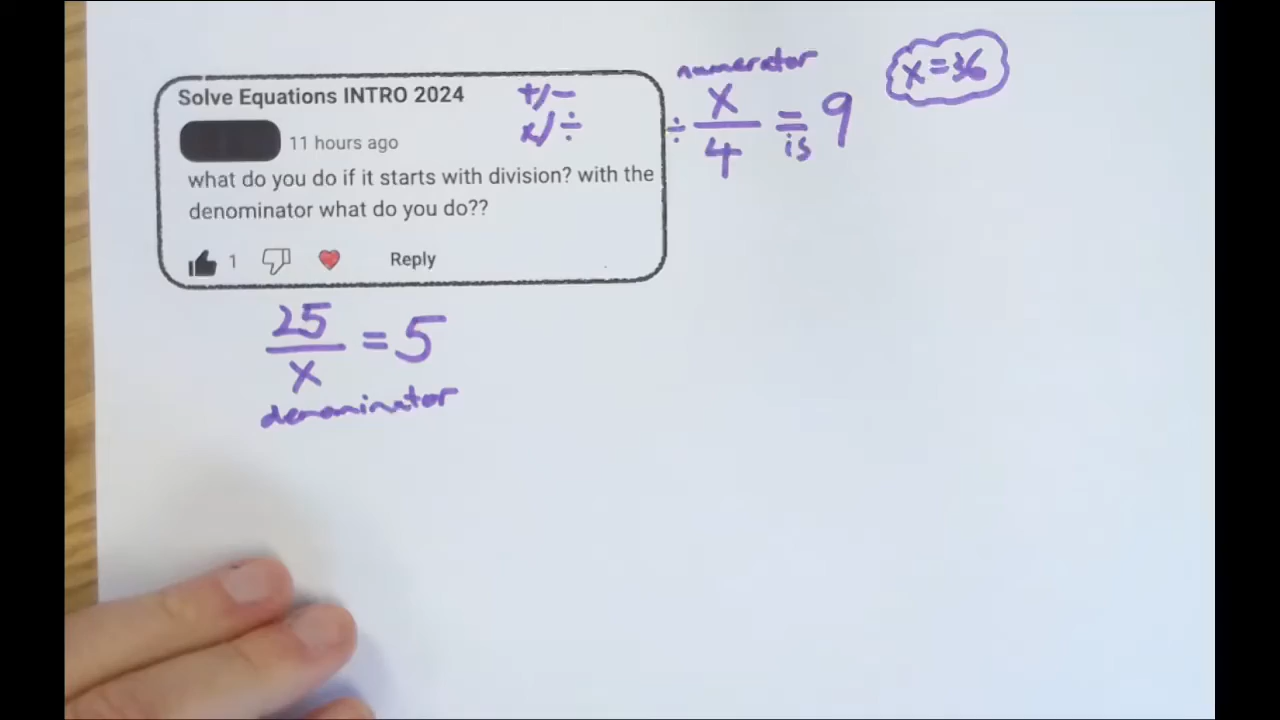 Solve Equations INTRO 2024
+/-
x/÷
11 hours ago
what do you do if it starts with division? with the
denominator what do you do??
1
Reply
numerator
÷ x/4 = 9
is
x=36
25/x = 5
denominator